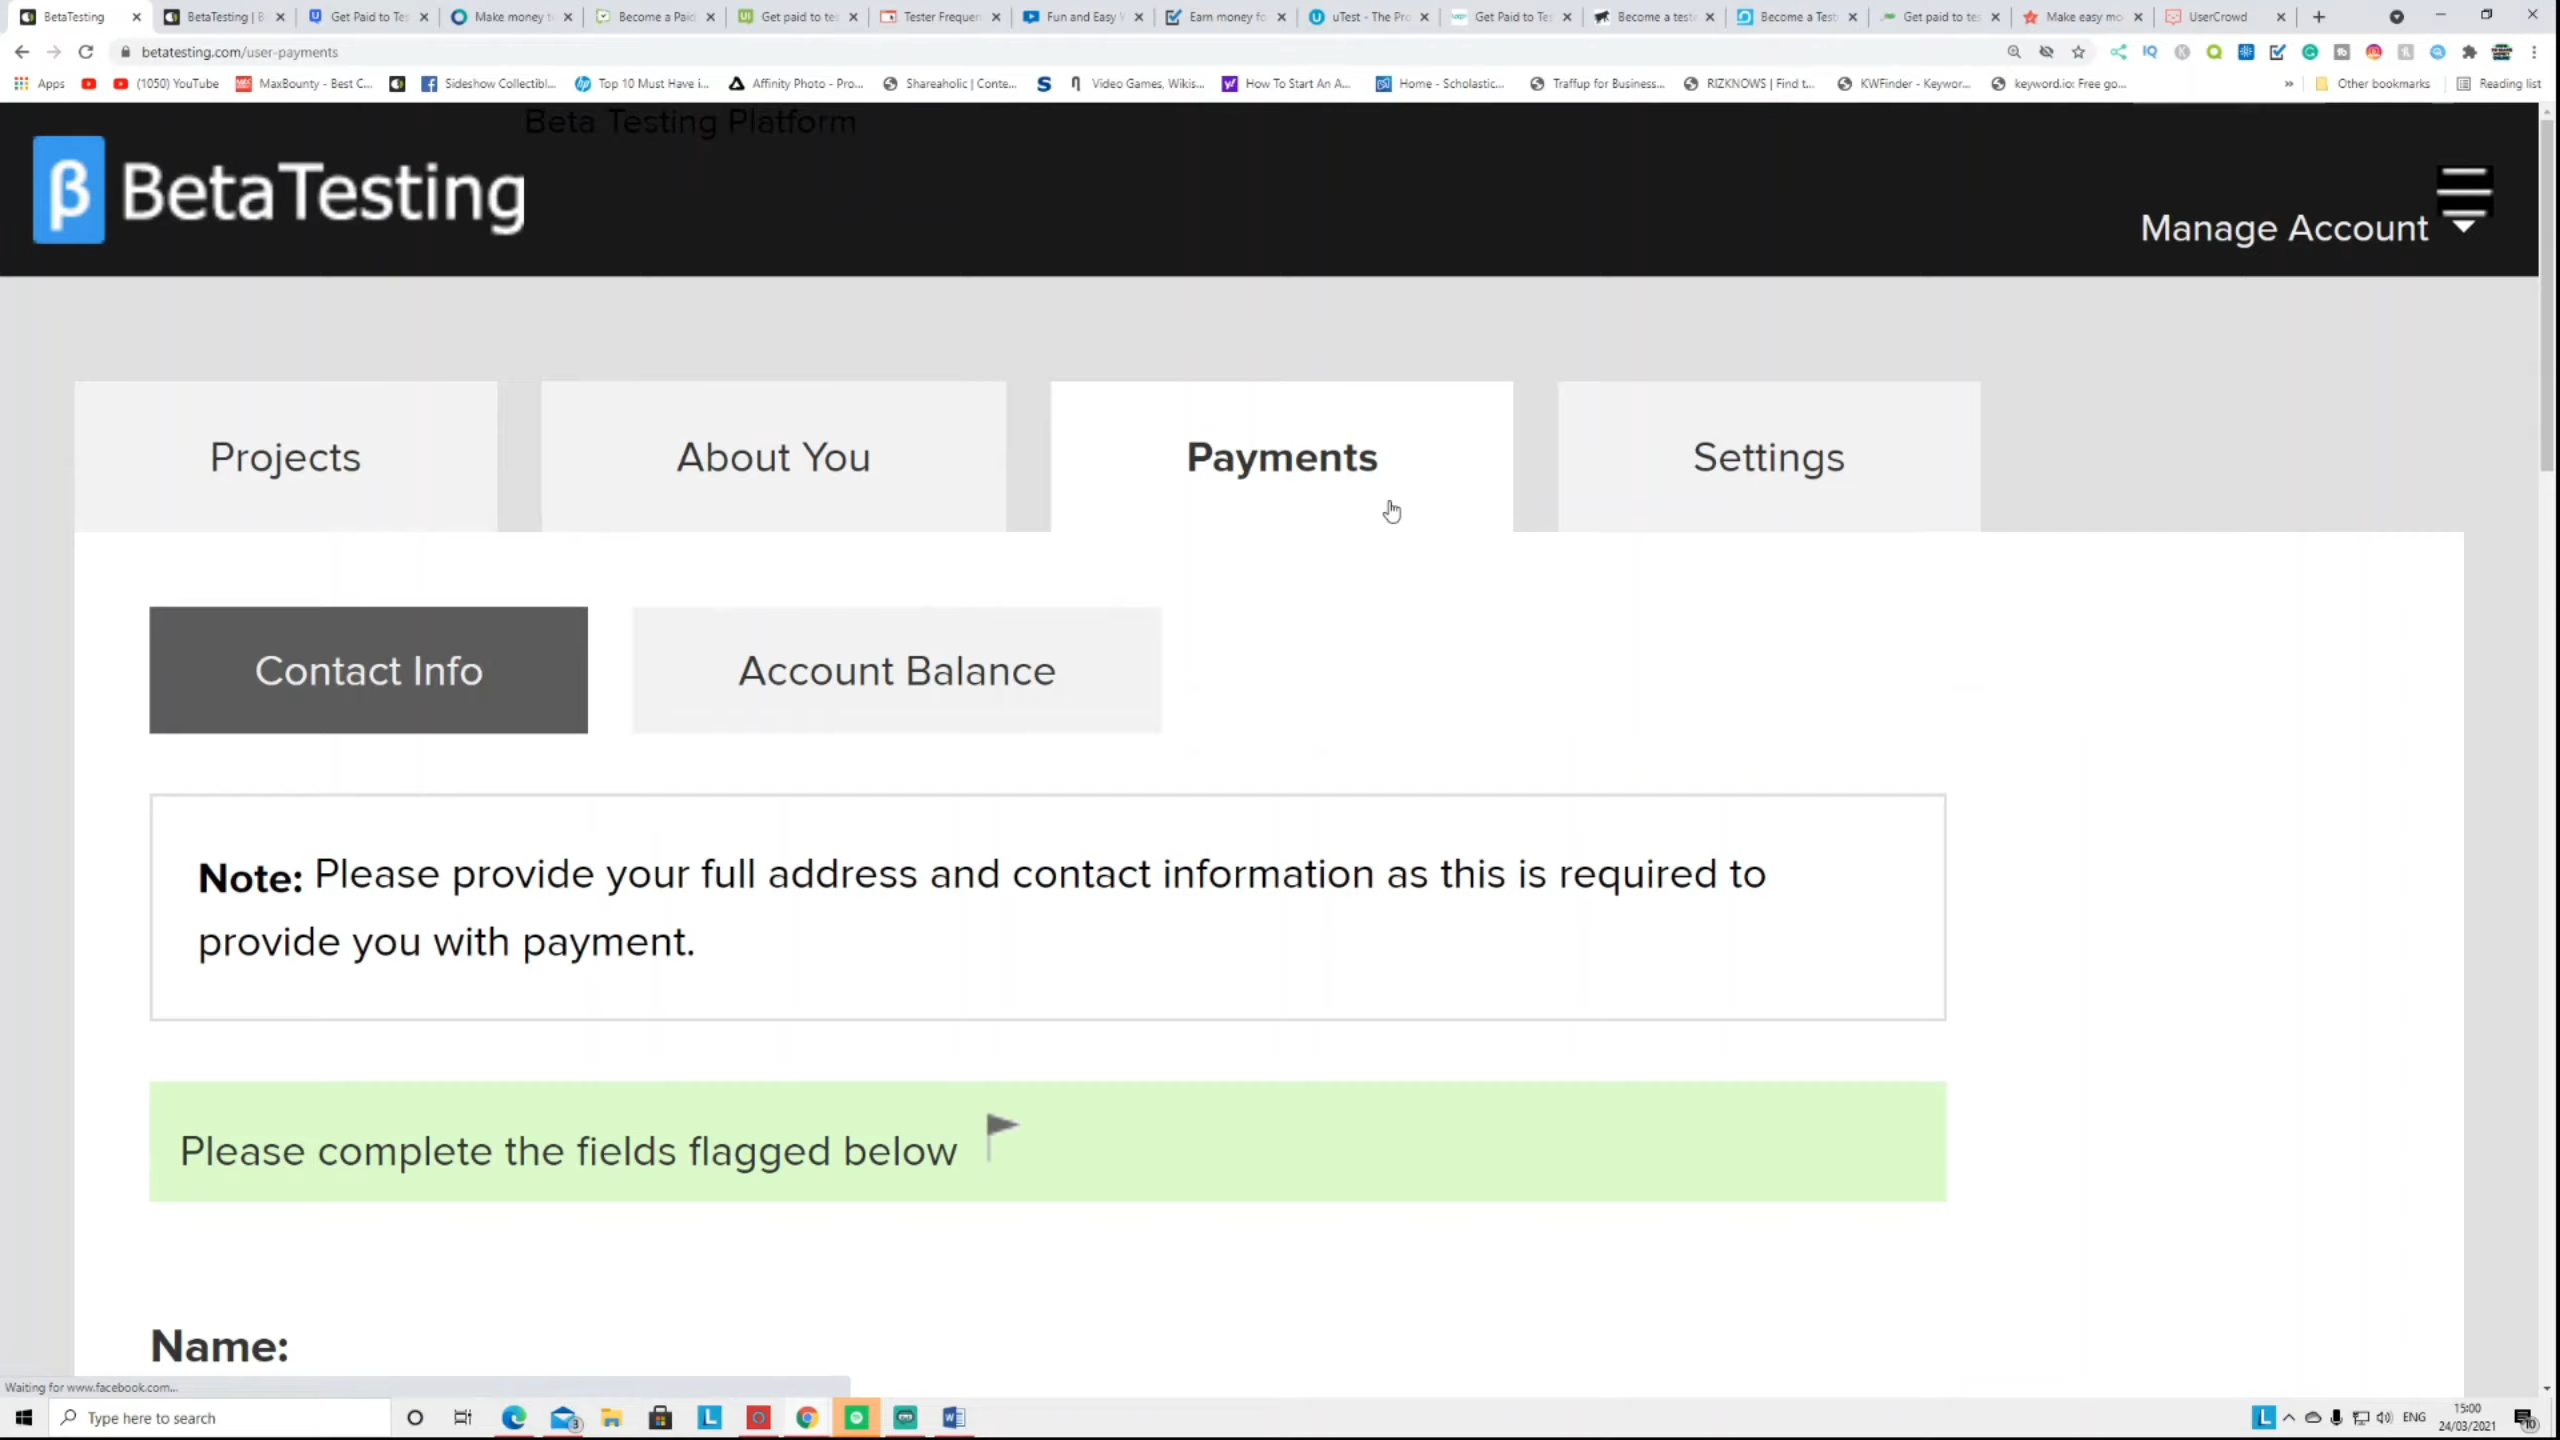 BetaTesting
BetaTesting | B
Get Paid to Tes
Make money t
Become a Paid
Get paid to tes
Tester Frequen
Fun and Easy V
Earn money fo
uTest - The Pro
Get Paid to Tes
Become a teste
Become a Test
Get paid to tes
Make easy mo
UserCrowd
betatesting.com/user-payments
Apps
(1050) YouTube
MaxBounty - Best C...
Sideshow Collectibl...
Top 10 Must Have i...
Affinity Photo - Pro...
Shareaholic | Conte...
Video Games, Wikis...
How To Start An A...
Home - Scholastic...
Traffup for Business...
RIZKNOWS | Find t...
KWFinder - Keywor...
keyword.io: Free go...
»
Other bookmarks
Reading list
Beta Testing Platform
β BetaTesting
Manage Account
Projects
About You
Payments
Settings
Contact Info
Account Balance
Note: Please provide your full address and contact information as this is required to
provide you with payment.
Please complete the fields flagged below
Name:
Waiting for www.facebook.com...
Type here to search
ENG
15:00
24/03/2021